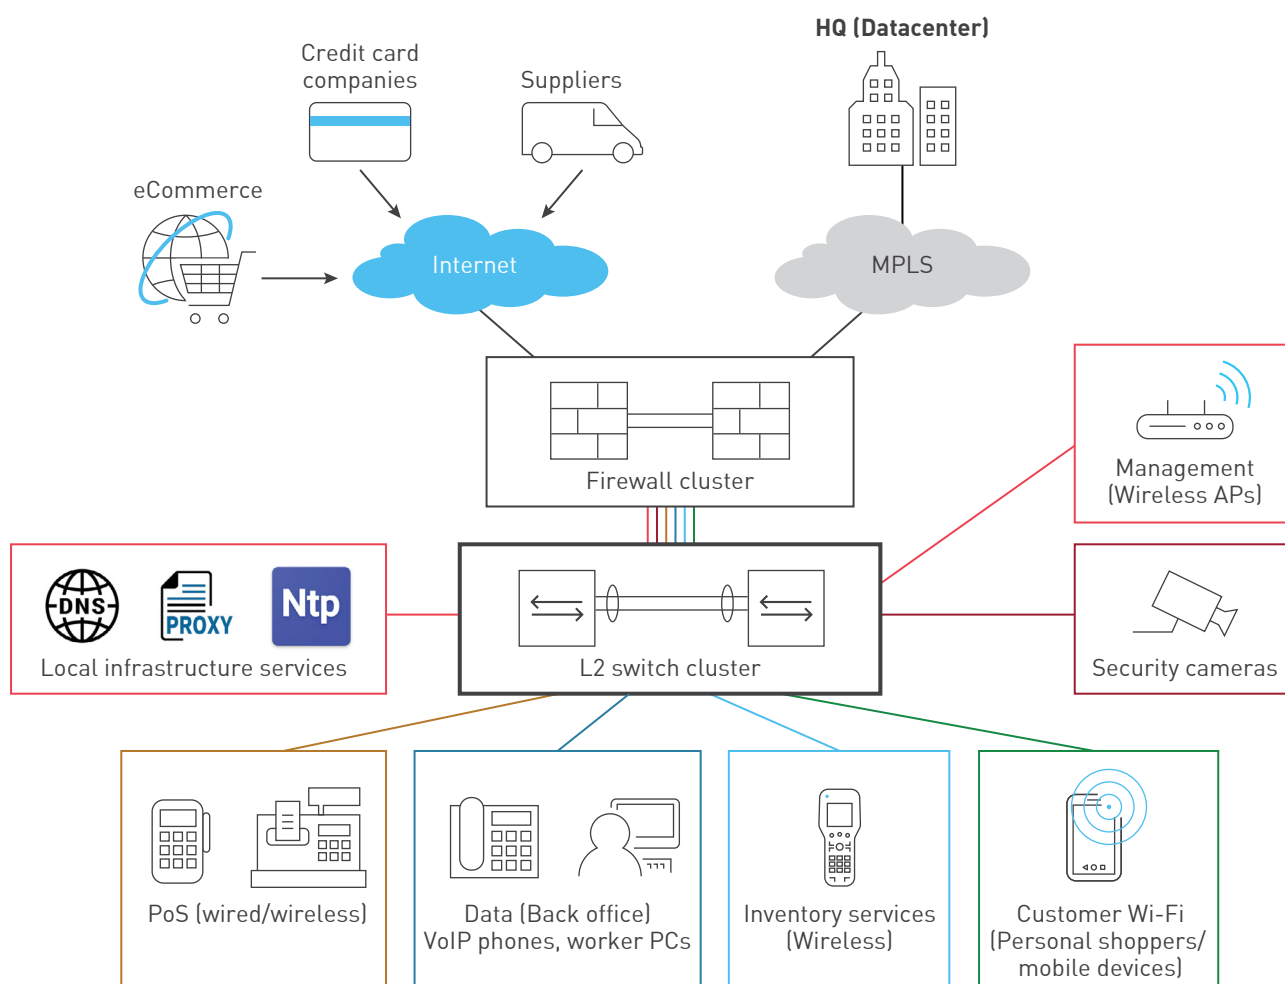 HQ (Datacenter)
Credit card
companies
Suppliers
eCommerce
Internet
MPLS
Firewall cluster
Management
(Wireless APs)
DNS
PROXY
Ntp
Local infrastructure services
L2 switch cluster
Security cameras
PoS (wired/wireless)
Data (Back office)
VoIP phones, worker PCs
Inventory services
(Wireless)
Customer Wi-Fi
(Personal shoppers/
mobile devices)